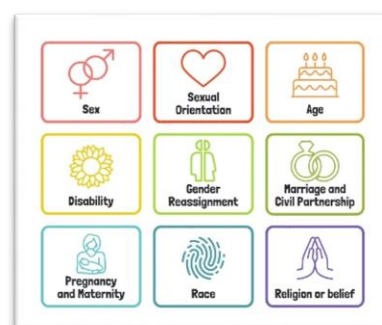 Sex
Sexual
Orientation
Age
Disability
Gender
Reassignment
Marriage and
Civil Partnership
Pregnancy
and Maternity
Race
Religion or belief